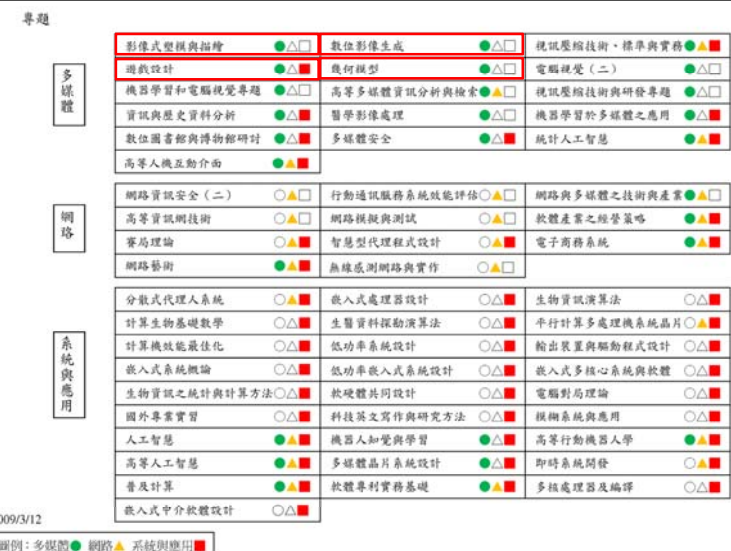 專題
影像式塑模與描繪●△□ 數位影像生成●△□ 視訊壓縮技術、標準與實務●▲■
遊戲設計●△■ 幾何模型●△□ 電腦視覺(二)●△□
機器學習和電腦視覺專題●△□ 高等多媒體資訊分析與檢索●▲□ 視訊壓縮技術與研發專題●△□
多媒體
資訊與歷史資料分析●△■ 醫學影像處理●△■ 機器學習於多媒體之應用●△■
數位圖書館與博物館研討●△■ 多媒體安全●△■ 統計人工智慧●▲■
高等人機互動介面●▲■
網路資訊安全(二)○▲□ 行動通訊服務系統效能評估○▲□ 網路與多媒體之技術與產業●▲□
高等資訊網技術○▲□ 網路模擬與測試○▲□ 軟體產業之經營策略●▲■
網路
賽局理論○▲■ 智慧型代理程式設計○▲■ 電子商務系統●▲■
網路藝術●▲■ 無線感測網路與實作○▲□
分散式代理人系統○▲■ 嵌入式處理器設計○△■ 生物資訊演算法○△■
計算生物基礎數學○△■ 生醫資料探勘演算法○△■ 平行計算多處理機系統晶片○▲■
計算機效能最佳化○△■ 低功率系統設計○△■ 輸出裝置與驅動程式設計○△■
嵌入式系統概論○△■ 低功率嵌入式系統設計○△■ 嵌入式多核心系統與軟體○△■
系統與應用
生物資訊之統計與計算方法○△■ 軟硬體共同設計○△■ 電腦對局理論○△■
國外專業實習○△■ 科技英文寫作與研究方法○△■ 模糊系統與應用○△■
人工智慧●▲■ 機器人知覺與學習●△■ 高等行動機器人學●▲■
高等人工智慧●▲■ 多媒體晶片系統設計●△■ 即時系統開發○▲■
普及計算●▲■ 軟體專利實務基礎●▲■ 多核處理器及編譯○△■
嵌入式中介軟體設計○△■
009/3/12
圖例:多媒體● 網路▲ 系統與應用■